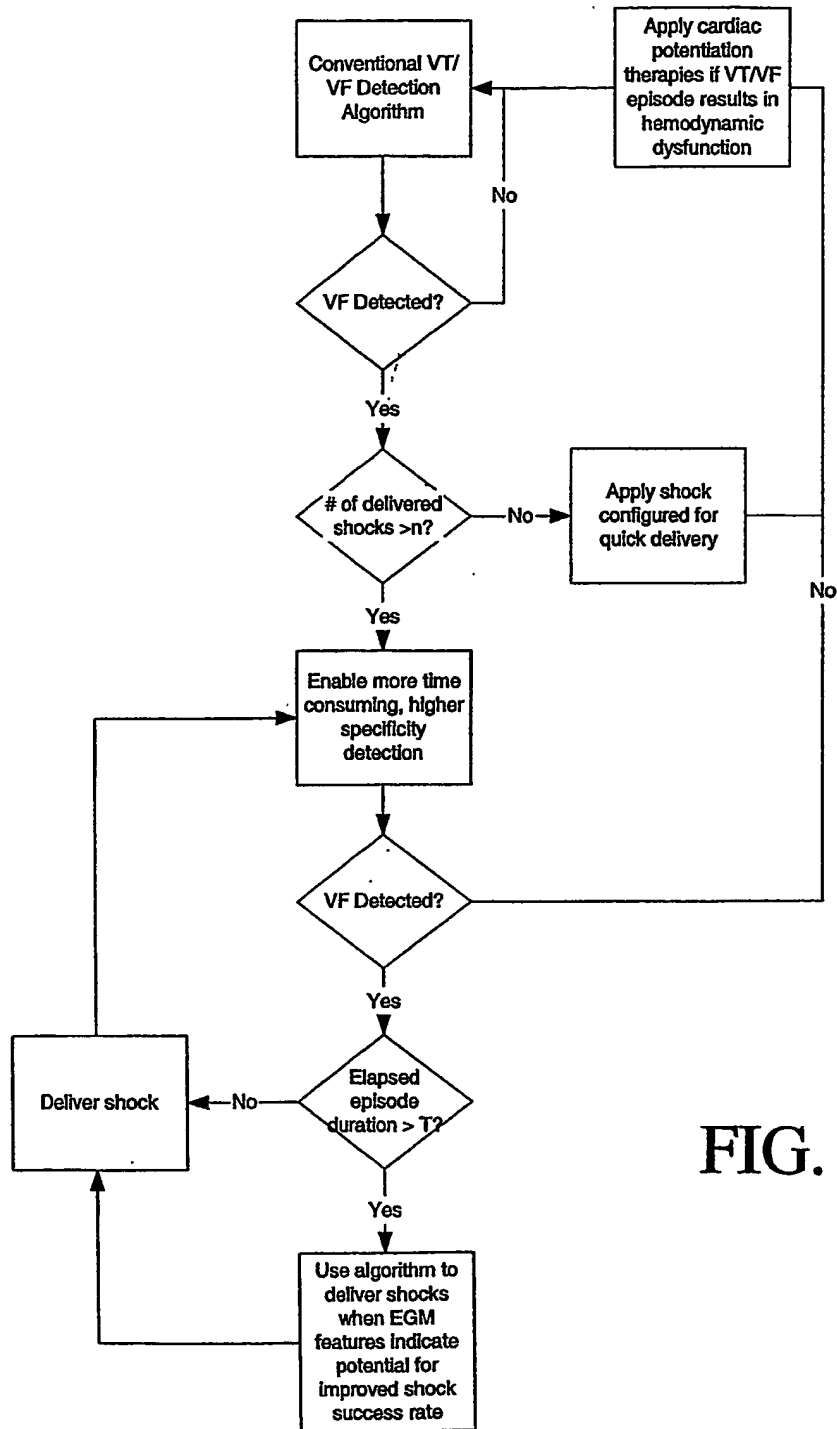 Conventional VT/
VF Detection
Algorithm
Apply cardiac
potentiation
therapies if VT/VF
episode results in
hemodynamic
dysfunction
No
VF Detected?
Yes
# of delivered
shocks >n?
No
Apply shock
configured for
quick delivery
No
Yes
Enable more time
consuming, higher
specificity
detection
VF Detected?
Yes
Deliver shock
No
Elapsed
episode
duration > T?
FIG.
Yes
Use algorithm to
deliver shocks
when EGM
features indicate
potential for
improved shock
success rate